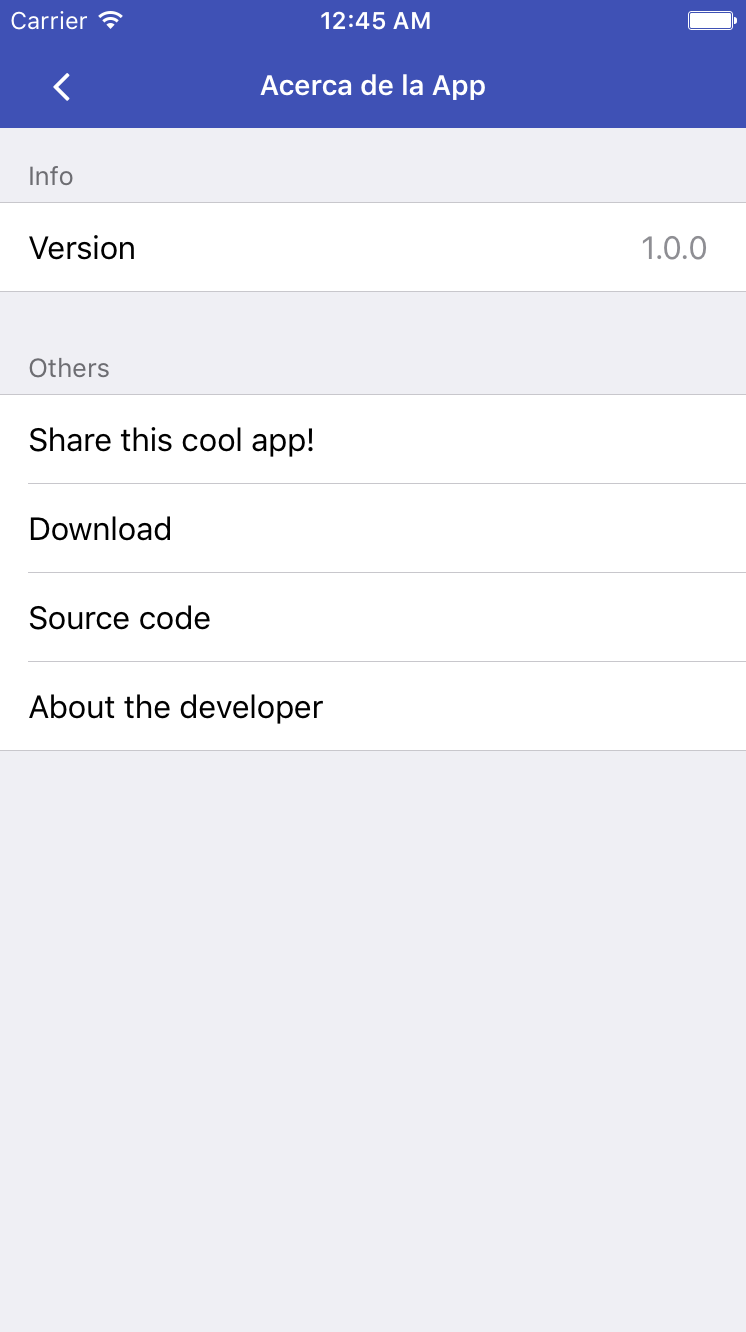 Carrier 12:45 AM
Acerca de la App
Info
Version 1.0.0
Others
Share this cool app!
Download
Source code
About the developer